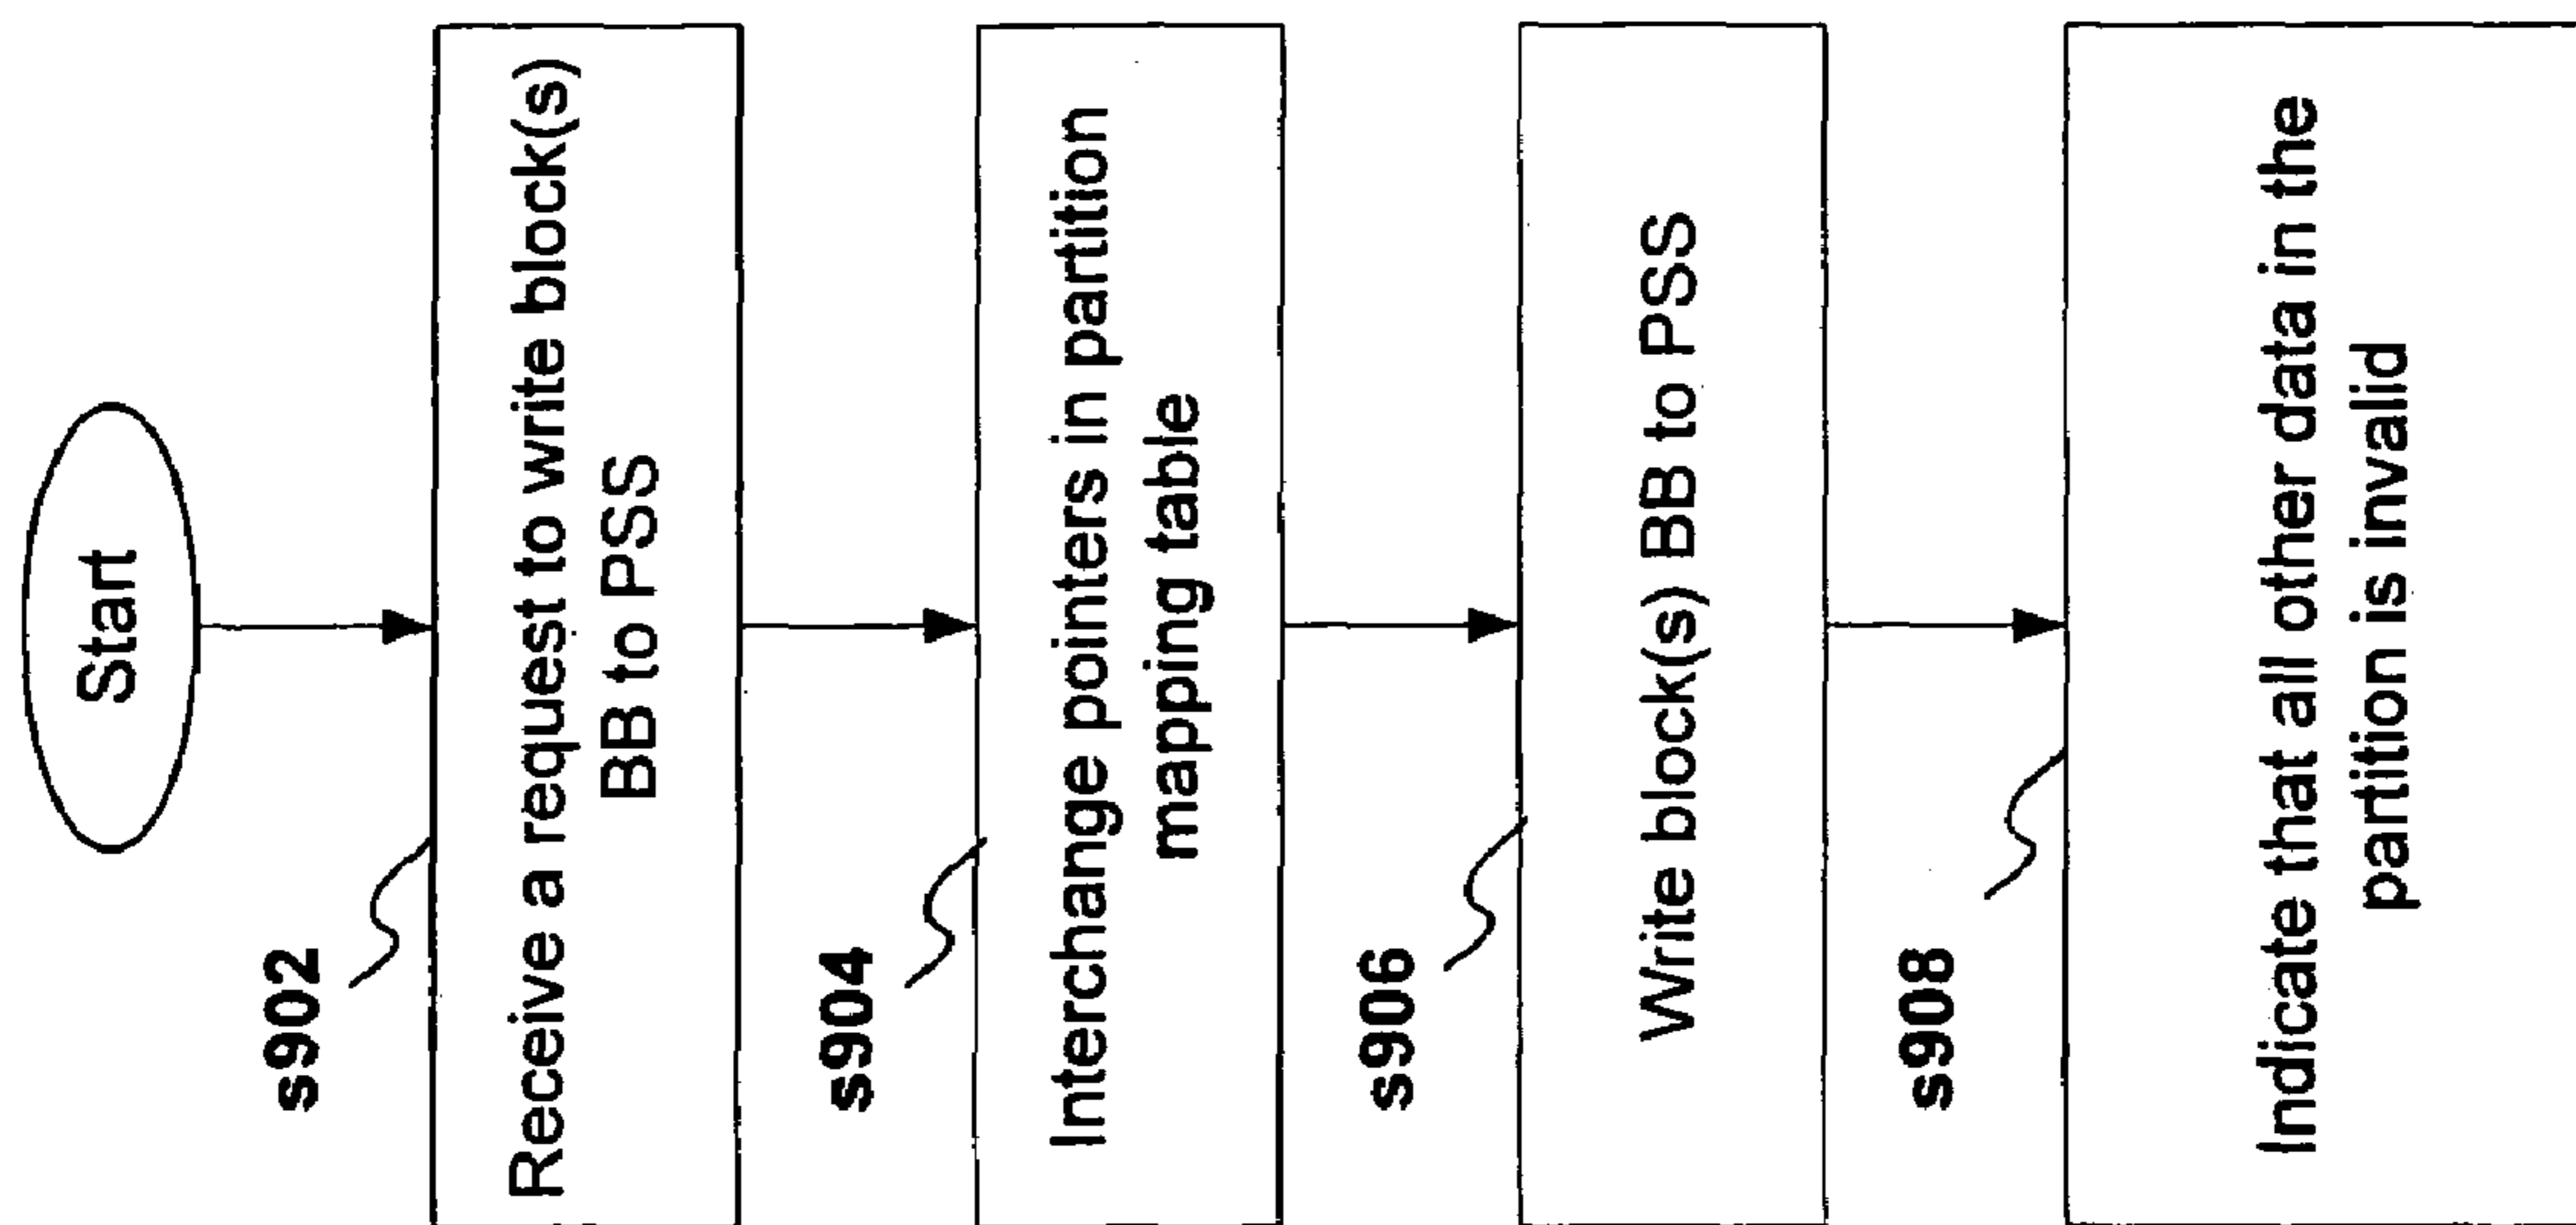 Start
s902
Receive a request to write block(s)
BB to PSS
s904
Interchange pointers in partition
mapping table
s906
Write block(s) BB to PSS
s908
Indicate that all other data in the
partition is invalid